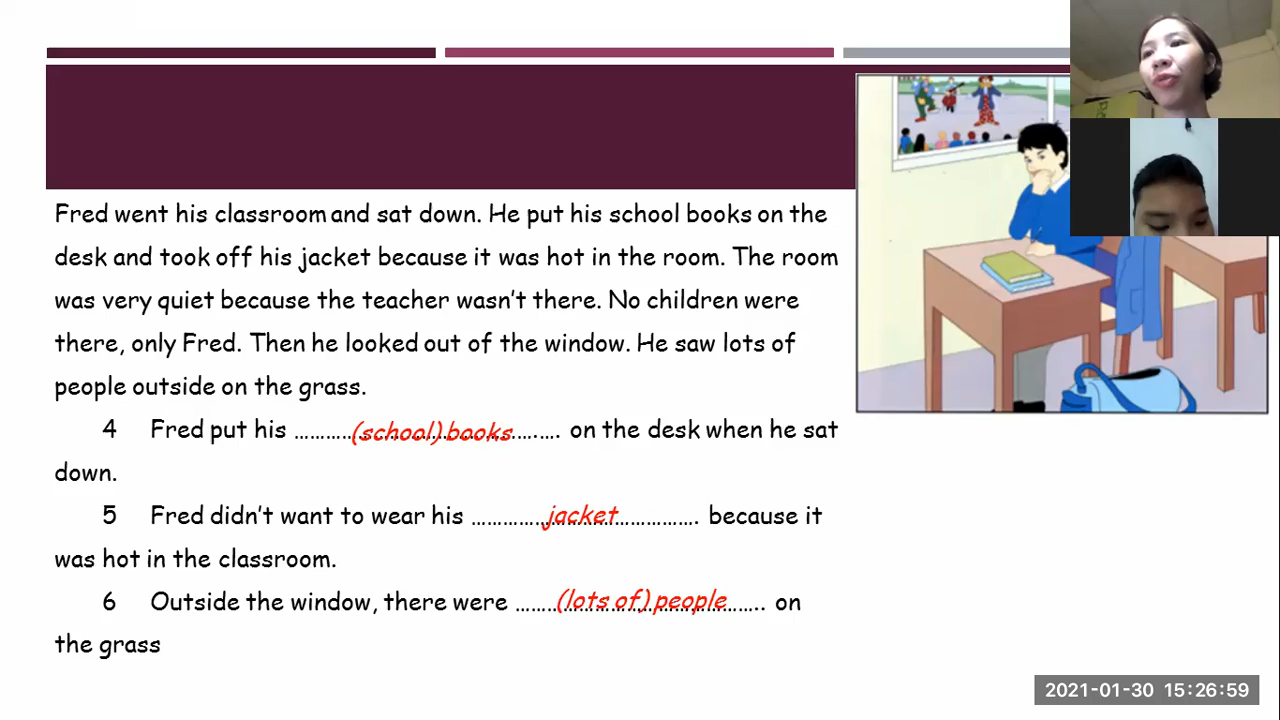 Fred went his classroom and sat down. He put his school books on the
desk and took off his jacket because it was hot in the room. The room
was very quiet because the teacher wasn't there. No children were
there, only Fred. Then he looked out of the window. He saw lots of
people outside on the grass.
4 Fred put his ……………(school) books…………. on the desk when he sat
down.
5 Fred didn't want to wear his ……………jacket……………. because it
was hot in the classroom.
6 Outside the window, there were ………(lots of) people…….. on
the grass
2021-01-30 15:26:59